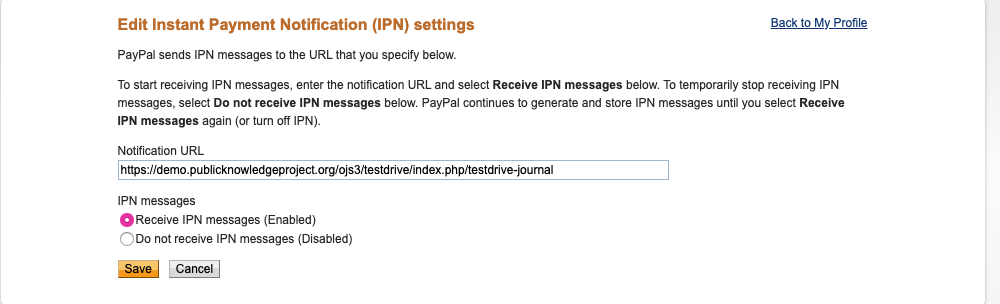 Edit Instant Payment Notification (IPN) settings
Back to My Profile
PayPal sends IPN messages to the URL that you specify below.
To start receiving IPN messages, enter the notification URL and select Receive IPN messages below. To temporarily stop receiving IPN
messages, select Do not receive IPN messages below. PayPal continues to generate and store IPN messages until you select Receive
IPN messages again (or turn off IPN).
Notification URL
https://demo.publicknowledgeproject.org/ojs3/testdrive/index.php/testdrive-journal
IPN messages
Receive IPN messages (Enabled)
Do not receive IPN messages (Disabled)
Save Cancel